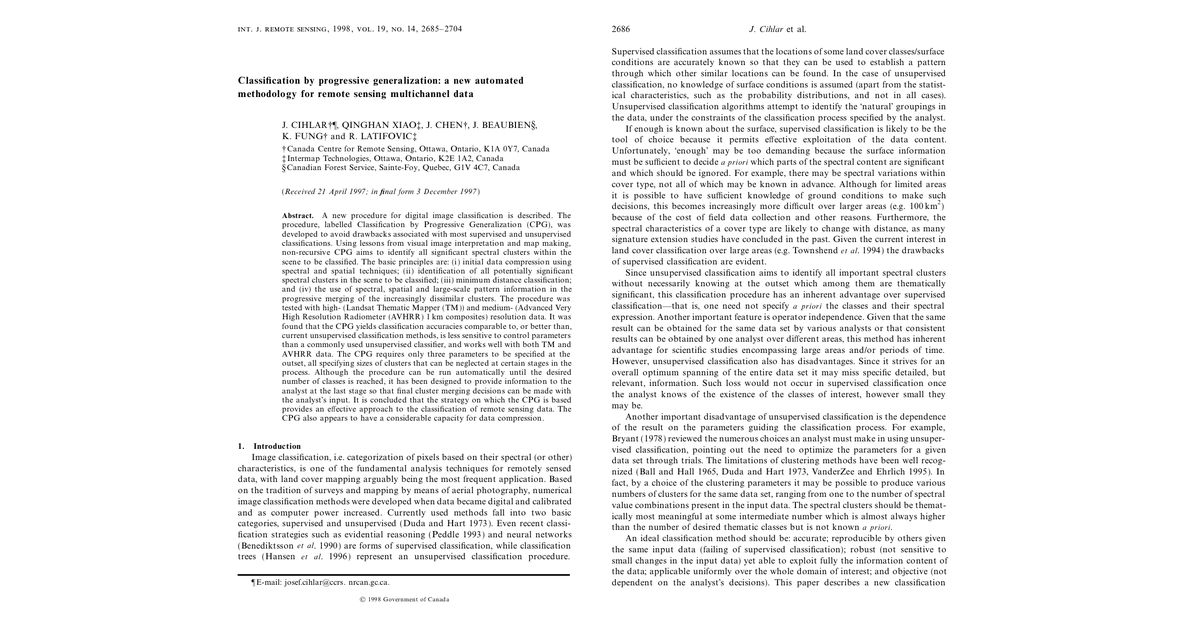 INT. J. REMOTE SENSING, 1998, VOL. 19, NO. 14, 2685–2704
Classification by progressive generalization: a new automated
methodology for remote sensing multichannel data
J. CIHLAR†¶, QINGHAN XIAO‡, J. CHEN†, J. BEAUBIEN§,
K. FUNG† and R. LATIFOVIC‡
†Canada Centre for Remote Sensing, Ottawa, Ontario, K1A 0Y7, Canada
‡Intermap Technologies, Ottawa, Ontario, K2E 1A2, Canada
§Canadian Forest Service, Sainte-Foy, Quebec, G1V 4C7, Canada
(Received 21 April 1997; in final form 3 December 1997)
Abstract. A new procedure for digital image classification is described. The
procedure, labelled Classification by Progressive Generalization (CPG), was
developed to avoid drawbacks associated with most supervised and unsupervised
classifications. Using lessons from visual image interpretation and map making,
non-recursive CPG aims to identify all significant spectral clusters within the
scene to be classified. The basic principles are: (i) initial data compression using
spectral and spatial techniques; (ii) identification of all potentially significant
spectral clusters in the scene to be classified; (iii) minimum distance classification;
and (iv) the use of spectral, spatial and large-scale pattern information in the
progressive merging of the increasingly dissimilar clusters. The procedure was
tested with high- (Landsat Thematic Mapper (TM)) and medium- (Advanced Very
High Resolution Radiometer (AVHRR) 1 km composites) resolution data. It was
found that the CPG yields classification accuracies comparable to, or better than,
current unsupervised classification methods, is less sensitive to control parameters
than a commonly used unsupervised classifier, and works well with both TM and
AVHRR data. The CPG requires only three parameters to be specified at the
outset, all specifying sizes of clusters that can be neglected at certain stages in the
process. Although the procedure can be run automatically until the desired
number of classes is reached, it has been designed to provide information to the
analyst at the last stage so that final cluster merging decisions can be made with
the analyst's input. It is concluded that the strategy on which the CPG is based
provides an effective approach to the classification of remote sensing data. The
CPG also appears to have a considerable capacity for data compression.
1. Introduction
Image classification, i.e. categorization of pixels based on their spectral (or other)
characteristics, is one of the fundamental analysis techniques for remotely sensed
data, with land cover mapping arguably being the most frequent application. Based
on the tradition of surveys and mapping by means of aerial photography, numerical
image classification methods were developed when data became digital and calibrated
and as computer power increased. Currently used methods fall into two basic
categories, supervised and unsupervised (Duda and Hart 1973). Even recent classi-
fication strategies such as evidential reasoning (Peddle 1993) and neural networks
(Benediktsson et al. 1990) are forms of supervised classification, while classification
trees (Hansen et al. 1996) represent an unsupervised classification procedure.
¶E-mail: josef.cihlar@ccrs. nrcan.gc.ca.
© 1998 Government of Canada
2686 J. Cihlar et al.
Supervised classification assumes that the locations of some land cover classes/surface
conditions are accurately known so that they can be used to establish a pattern
through which other similar locations can be found. In the case of unsupervised
classification, no knowledge of surface conditions is assumed (apart from the statist-
ical characteristics, such as the probability distributions, and not in all cases).
Unsupervised classification algorithms attempt to identify the 'natural' groupings in
the data, under the constraints of the classification process specified by the analyst.
If enough is known about the surface, supervised classification is likely to be the
tool of choice because it permits effective exploitation of the data content.
Unfortunately, 'enough' may be too demanding because the surface information
must be sufficient to decide a priori which parts of the spectral content are significant
and which should be ignored. For example, there may be spectral variations within
cover type, not all of which may be known in advance. Although for limited areas
it is possible to have sufficient knowledge of ground conditions to make such
decisions, this becomes increasingly more difficult over larger areas (e.g. 100 km²)
because of the cost of field data collection and other reasons. Furthermore, the
spectral characteristics of a cover type are likely to change with distance, as many
signature extension studies have concluded in the past. Given the current interest in
land cover classification over large areas (e.g. Townshend et al. 1994) the drawbacks
of supervised classification are evident.
Since unsupervised classification aims to identify all important spectral clusters
without necessarily knowing at the outset which among them are thematically
significant, this classification procedure has an inherent advantage over supervised
classification—that is, one need not specify a priori the classes and their spectral
expression. Another important feature is operator independence. Given that the same
result can be obtained for the same data set by various analysts or that consistent
results can be obtained by one analyst over different areas, this method has inherent
advantage for scientific studies encompassing large areas and/or periods of time.
However, unsupervised classification also has disadvantages. Since it strives for an
overall optimum spanning of the entire data set it may miss specific detailed, but
relevant, information. Such loss would not occur in supervised classification once
the analyst knows of the existence of the classes of interest, however small they
may be.
Another important disadvantage of unsupervised classification is the dependence
of the result on the parameters guiding the classification process. For example,
Bryant (1978) reviewed the numerous choices an analyst must make in using unsuper-
vised classification, pointing out the need to optimize the parameters for a given
data set through trials. The limitations of clustering methods have been well recog-
nized (Ball and Hall 1965, Duda and Hart 1973, VanderZee and Ehrlich 1995). In
fact, by a choice of the clustering parameters it may be possible to produce various
numbers of clusters for the same data set, ranging from one to the number of spectral
value combinations present in the input data. The spectral clusters should be themat-
ically most meaningful at some intermediate number which is almost always higher
than the number of desired thematic classes but is not known a priori.
An ideal classification method should be: accurate; reproducible by others given
the same input data (failing of supervised classification); robust (not sensitive to
small changes in the input data) yet able to exploit fully the information content of
the data; applicable uniformly over the whole domain of interest; and objective (not
dependent on the analyst's decisions). This paper describes a new classification